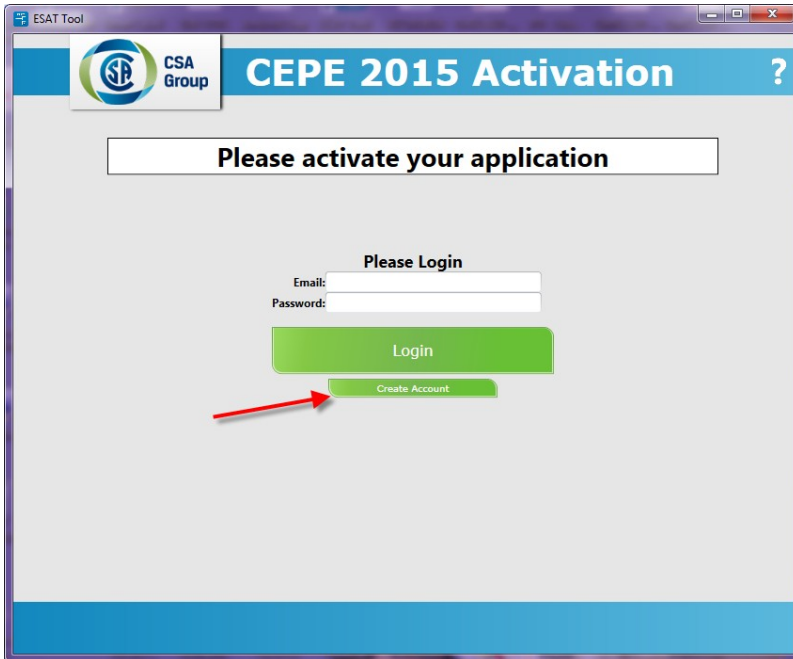 ESAT Tool
CSA
Group
CEPE 2015 Activation
?
Please activate your application
Please Login
Email:
Password:
Login
Create Account